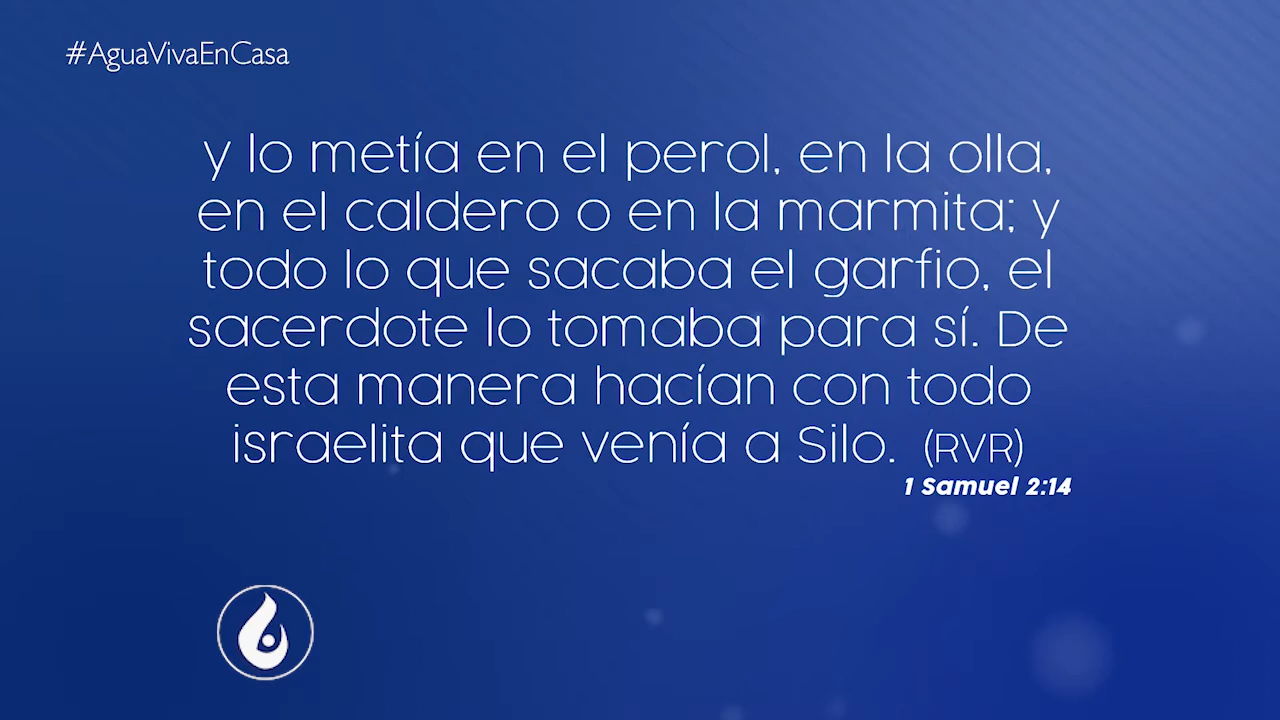 #AguaVivaEnCasa
y lo metía en el perol, en la olla,
en el caldero o en la marmita; y
todo lo que sacaba el garfio, el
sacerdote lo tomaba para sí. De
esta manera hacían con todo
israelita que venía a Silo. (RVR)
1 Samuel 2:14